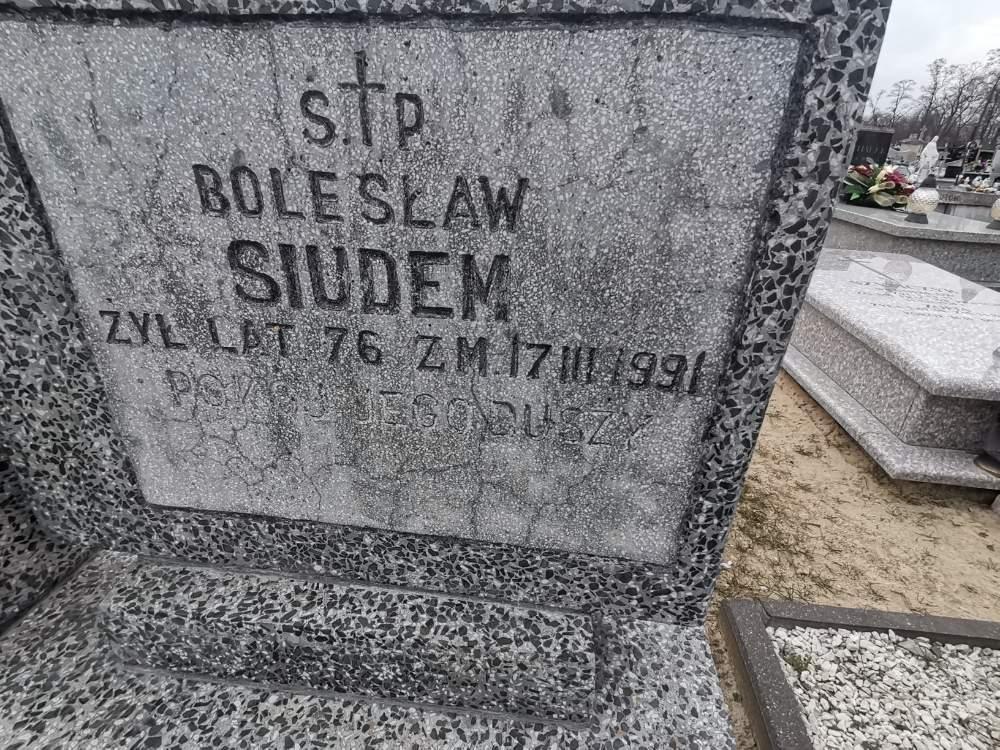 Ś.†P.
BOLESŁAW
SIUDEM
ŻYŁ LAT 76 ZM. 17 III 1991
POKÓJ JEGO DUSZY